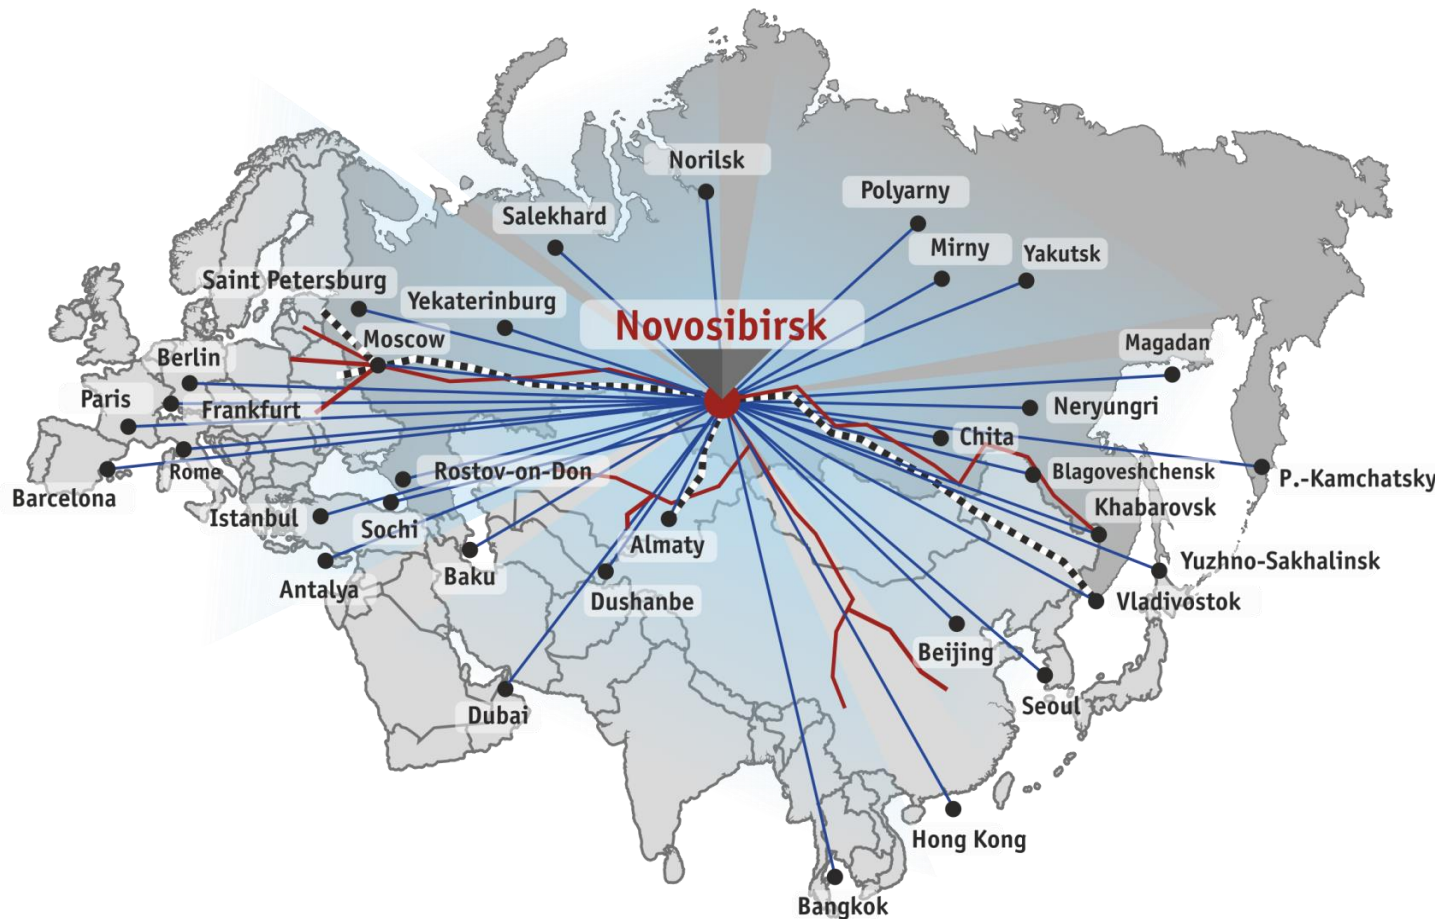 Norilsk
Polyarny
Salekhard
Mirny
Yakutsk
Saint Petersburg
Yekaterinburg
Novosibirsk
Moscow
Magadan
Berlin
Paris
Frankfurt
Neryungri
Chita
Rome
Rostov-on-Don
Blagoveshchensk
P.-Kamchatsky
Barcelona
Khabarovsk
Istanbul
Sochi
Almaty
Yuzhno-Sakhalinsk
Baku
Antalya
Dushanbe
Vladivostok
Beijing
Seoul
Dubai
Hong Kong
Bangkok